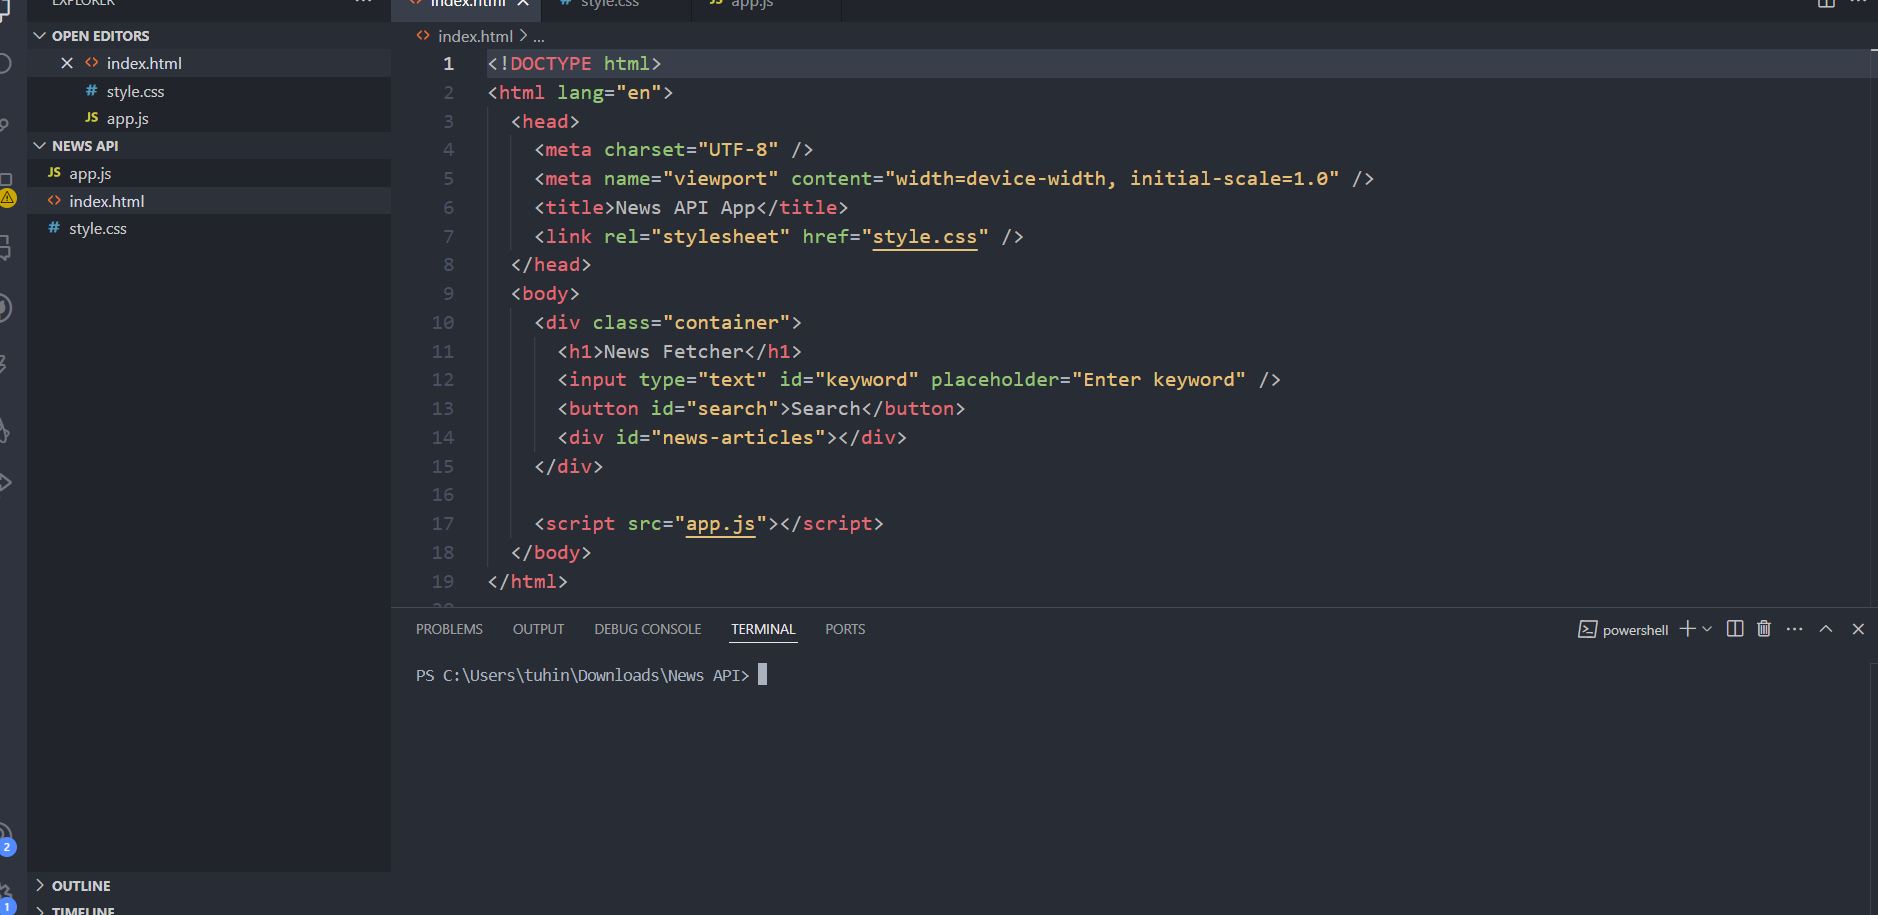 EXPLORER
OPEN EDITORS
index.html
style.css
app.js
NEWS API
app.js
index.html
style.css
OUTLINE
TIMELINE
index.html
style.css
app.js
index.html > ...
1 <!DOCTYPE html>
2 <html lang="en">
3 <head>
4 <meta charset="UTF-8" />
5 <meta name="viewport" content="width=device-width, initial-scale=1.0" />
6 <title>News API App</title>
7 <link rel="stylesheet" href="style.css" />
8 </head>
9 <body>
10 <div class="container">
11 <h1>News Fetcher</h1>
12 <input type="text" id="keyword" placeholder="Enter keyword" />
13 <button id="search">Search</button>
14 <div id="news-articles"></div>
15 </div>
16
17 <script src="app.js"></script>
18 </body>
19 </html>
20
PROBLEMS OUTPUT DEBUG CONSOLE TERMINAL PORTS
powershell
PS C:\Users\tuhin\Downloads\News API>
2
1